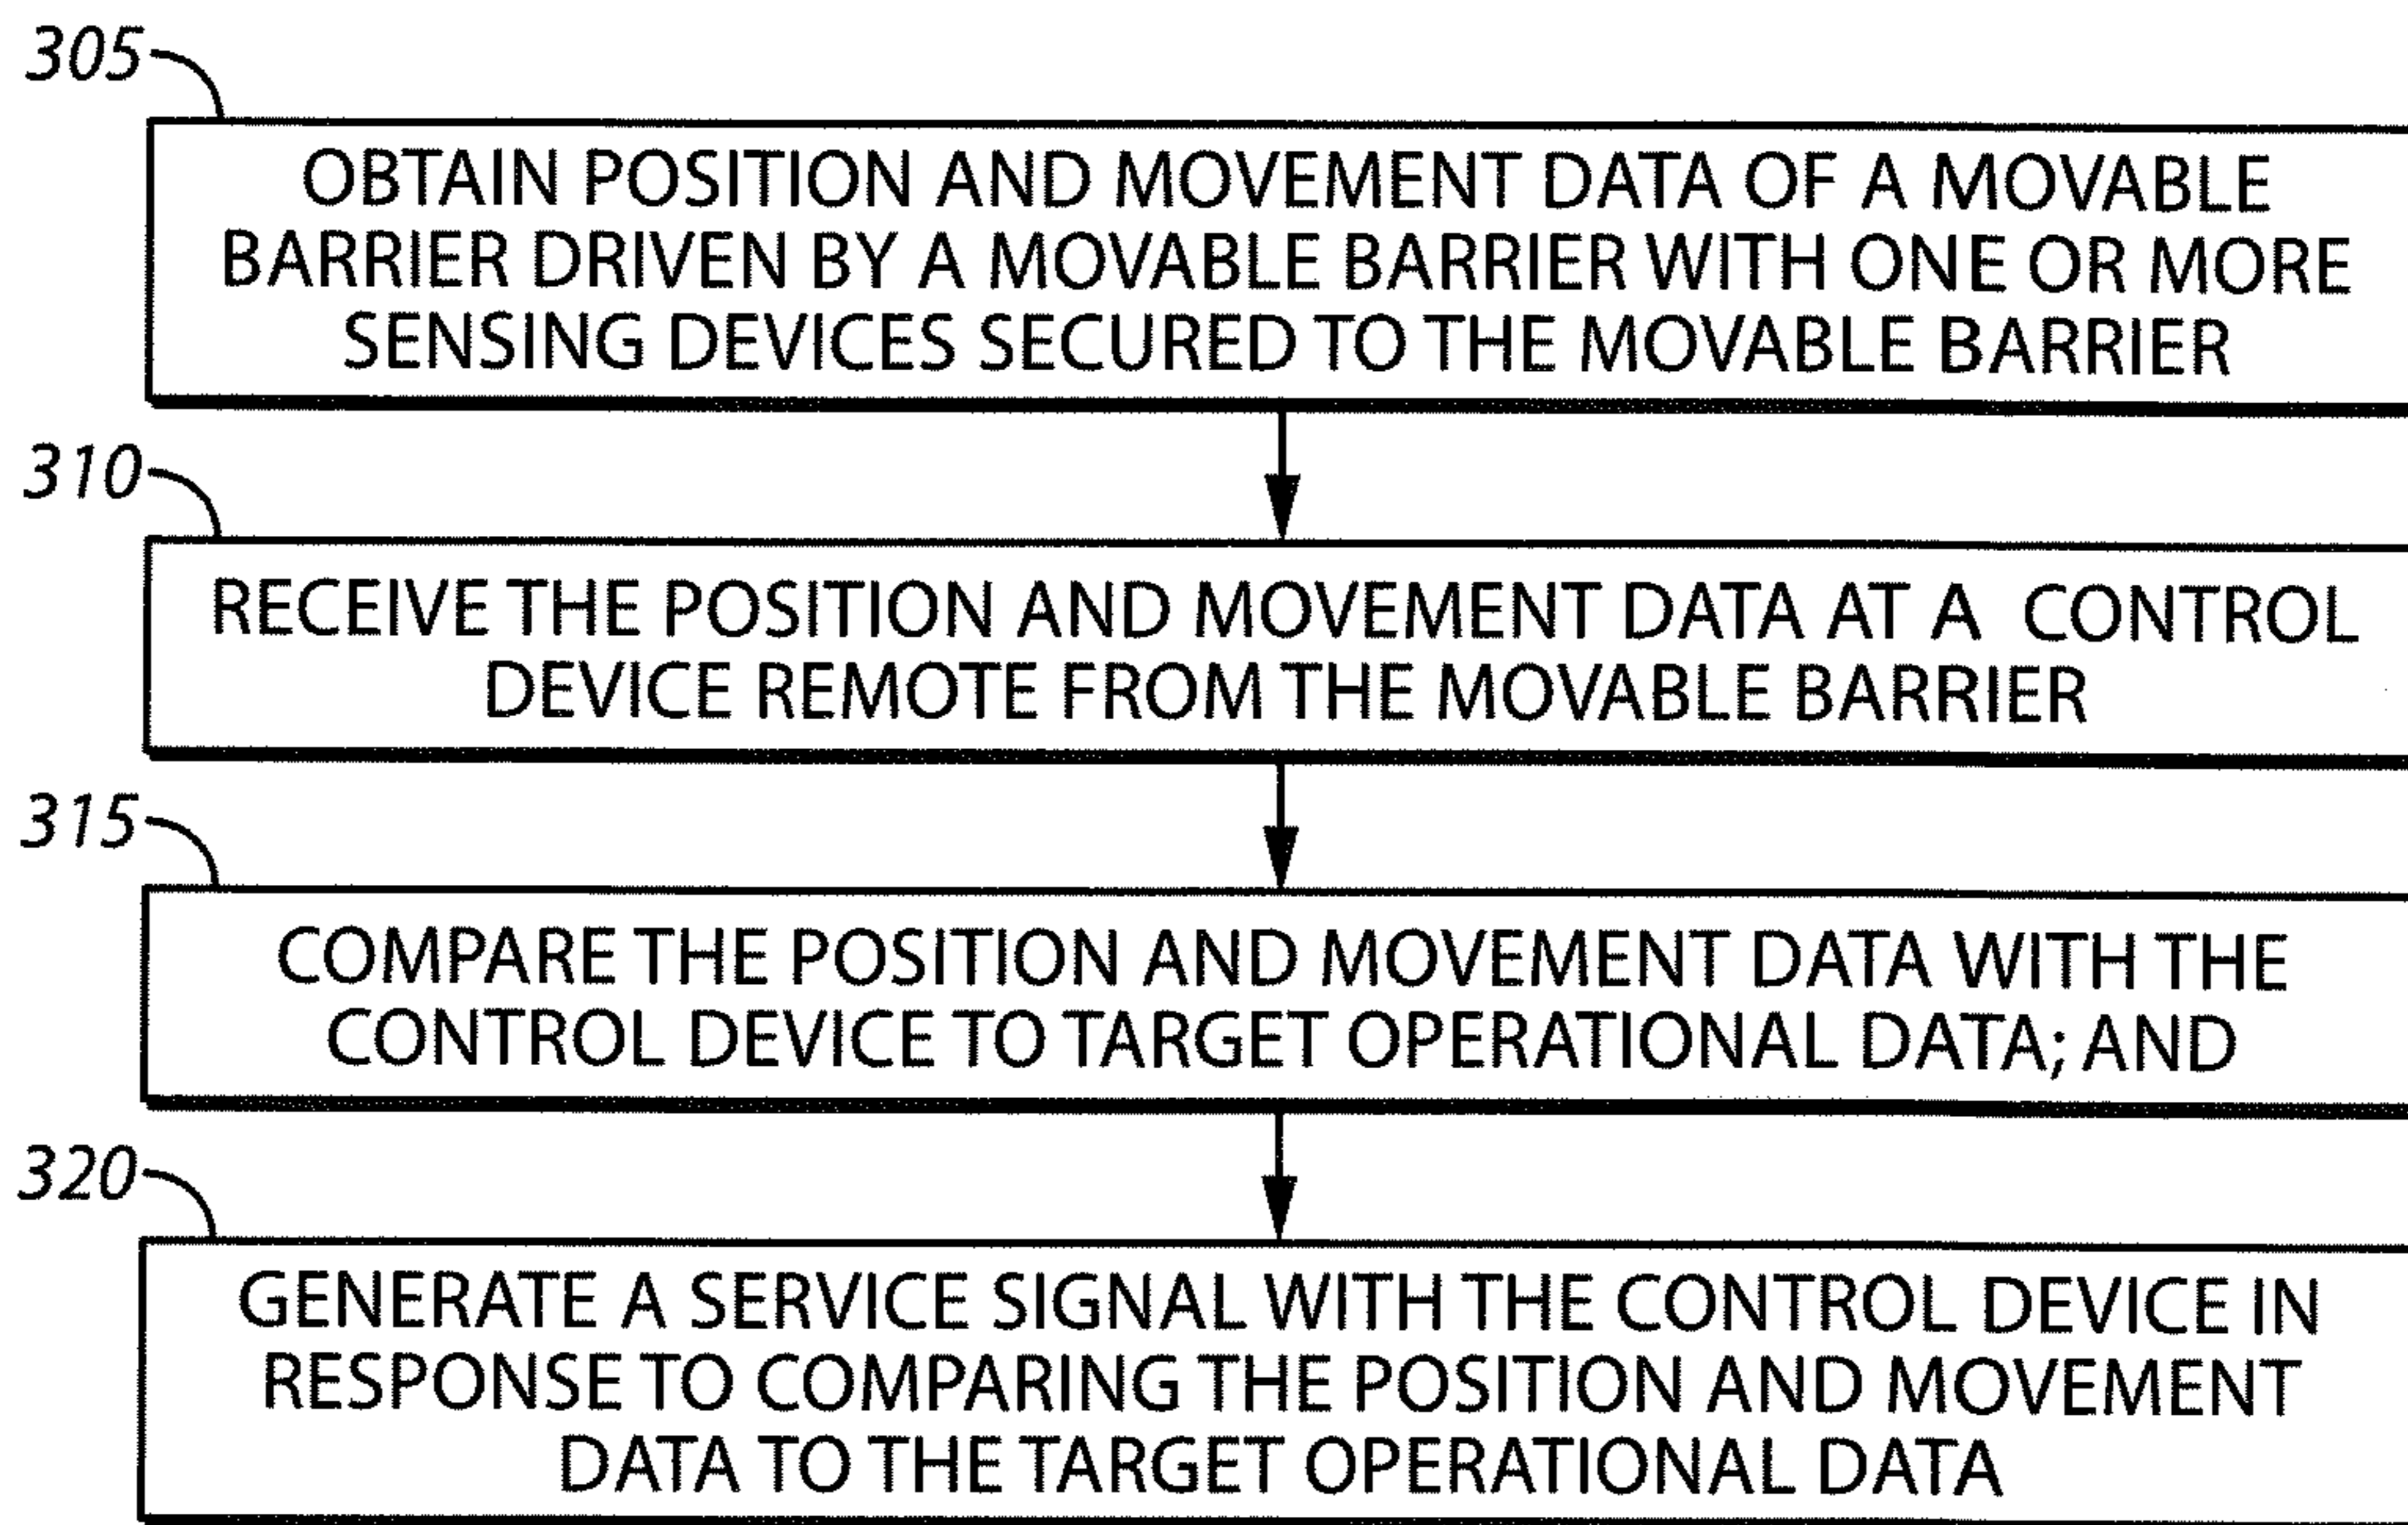 305
OBTAIN POSITION AND MOVEMENT DATA OF A MOVABLE
BARRIER DRIVEN BY A MOVABLE BARRIER WITH ONE OR MORE
SENSING DEVICES SECURED TO THE MOVABLE BARRIER
310
RECEIVE THE POSITION AND MOVEMENT DATA AT A CONTROL
DEVICE REMOTE FROM THE MOVABLE BARRIER
315
COMPARE THE POSITION AND MOVEMENT DATA WITH THE
CONTROL DEVICE TO TARGET OPERATIONAL DATA; AND
320
GENERATE A SERVICE SIGNAL WITH THE CONTROL DEVICE IN
RESPONSE TO COMPARING THE POSITION AND MOVEMENT
DATA TO THE TARGET OPERATIONAL DATA